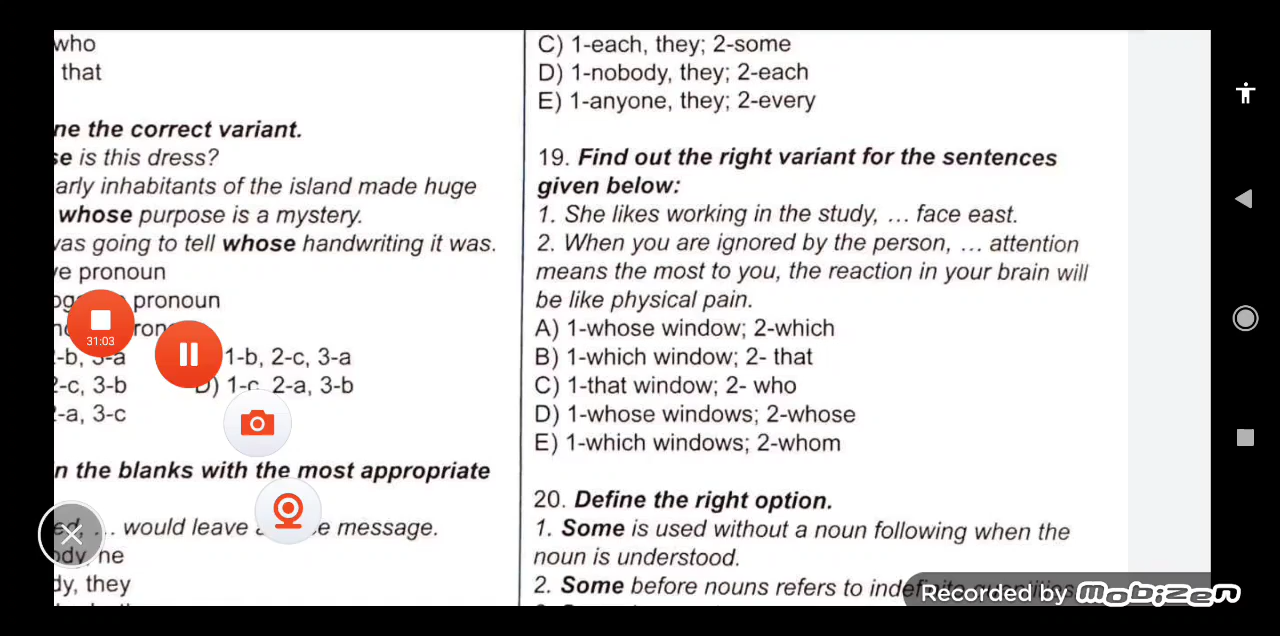 who
that
ne the correct variant.
se is this dress?
arly inhabitants of the island made huge
whose purpose is a mystery.
was going to tell whose handwriting it was.
ve pronoun
pronoun
-b, 3-a
1-b, 2-c, 3-a
2-c, 3-b
D) 1-c, 2-a, 3-b
-a, 3-c
n the blanks with the most appropriate
ed, ... would leave message.
ody, he
dy, they
C) 1-each, they; 2-some
D) 1-nobody, they; 2-each
E) 1-anyone, they; 2-every
19. Find out the right variant for the sentences
given below:
1. She likes working in the study, ... face east.
2. When you are ignored by the person, ... attention
means the most to you, the reaction in your brain will
be like physical pain.
A) 1-whose window; 2-which
B) 1-which window; 2- that
C) 1-that window; 2- who
D) 1-whose windows; 2-whose
E) 1-which windows; 2-whom
20. Define the right option.
1. Some is used without a noun following when the
noun is understood.
2. Some before nouns refers to indefinite quantities
31:03
Recorded by Mobizen